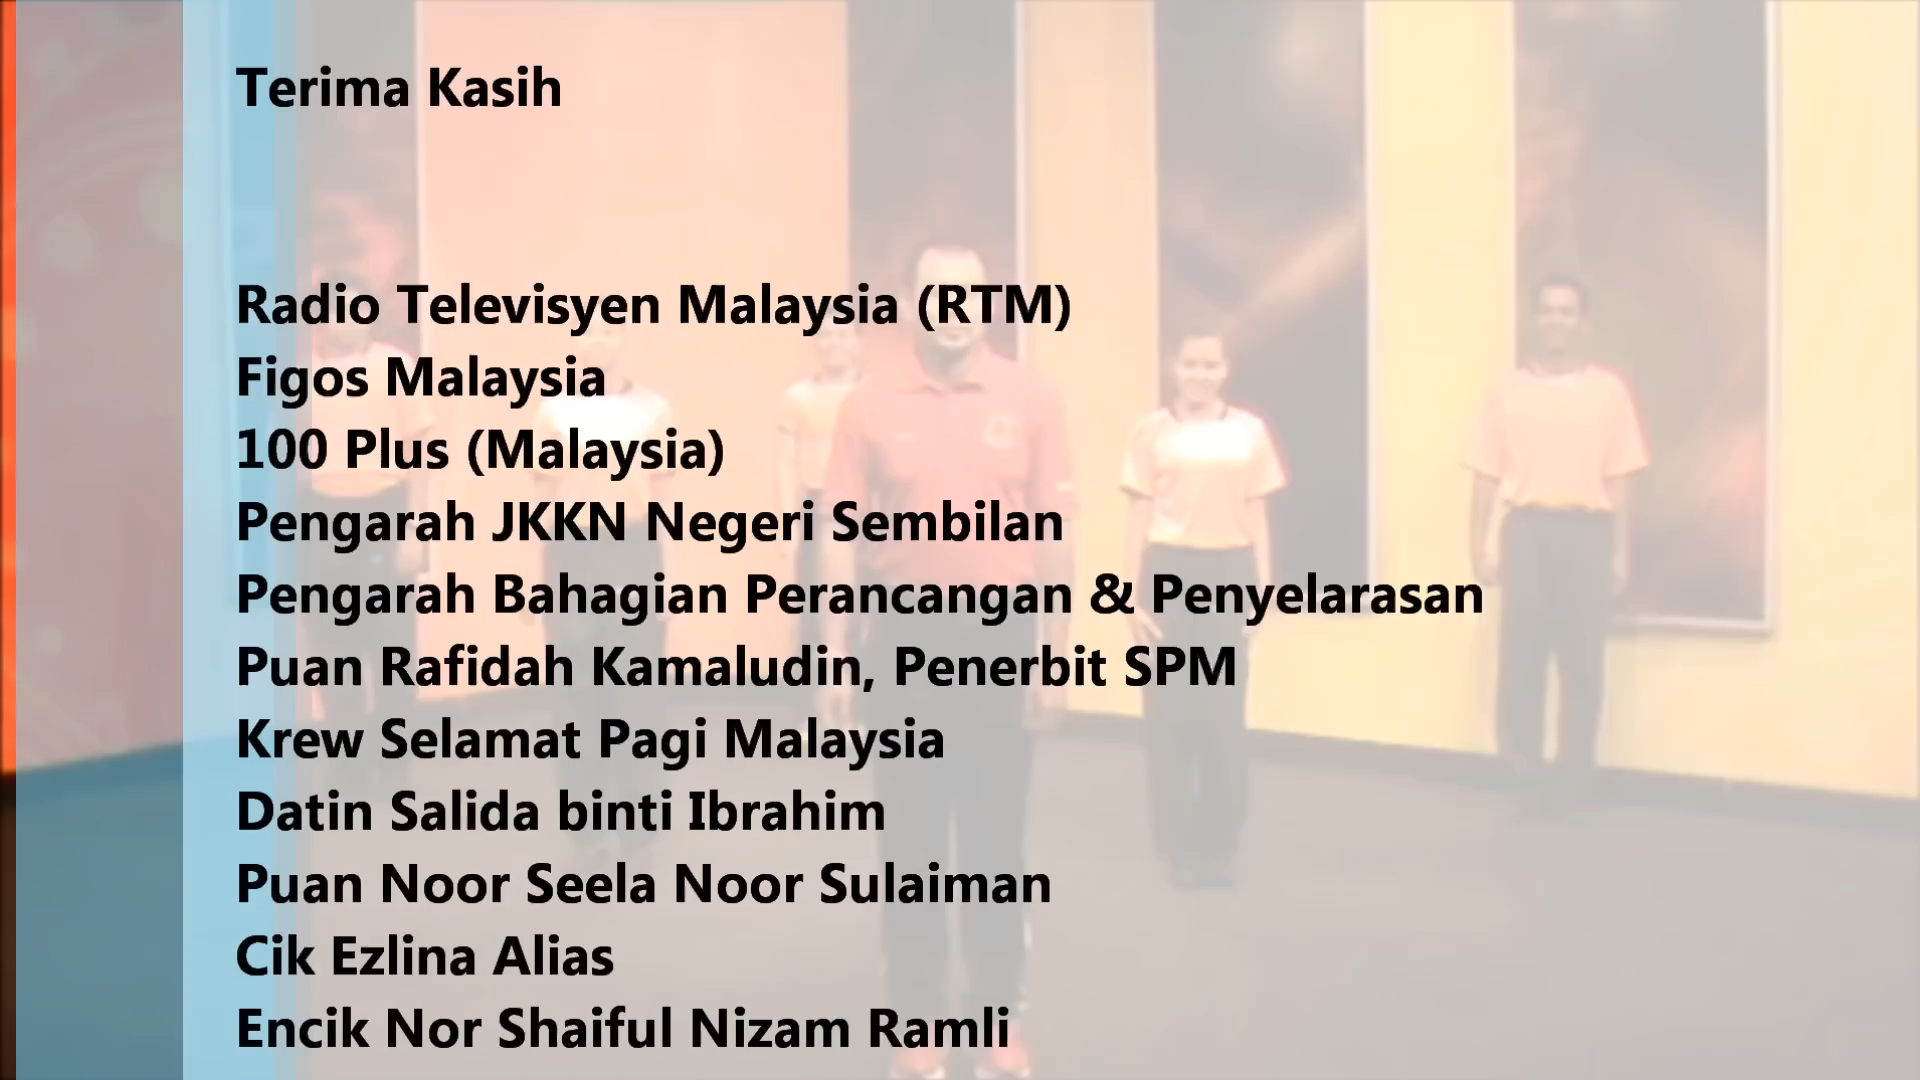 Terima Kasih
Radio Televisyen Malaysia (RTM)
Figos Malaysia
100 Plus (Malaysia)
Pengarah JKKN Negeri Sembilan
Pengarah Bahagian Perancangan & Penyelarasan
Puan Rafidah Kamaludin, Penerbit SPM
Krew Selamat Pagi Malaysia
Datin Salida binti Ibrahim
Puan Noor Seela Noor Sulaiman
Cik Ezlina Alias
Encik Nor Shaiful Nizam Ramli